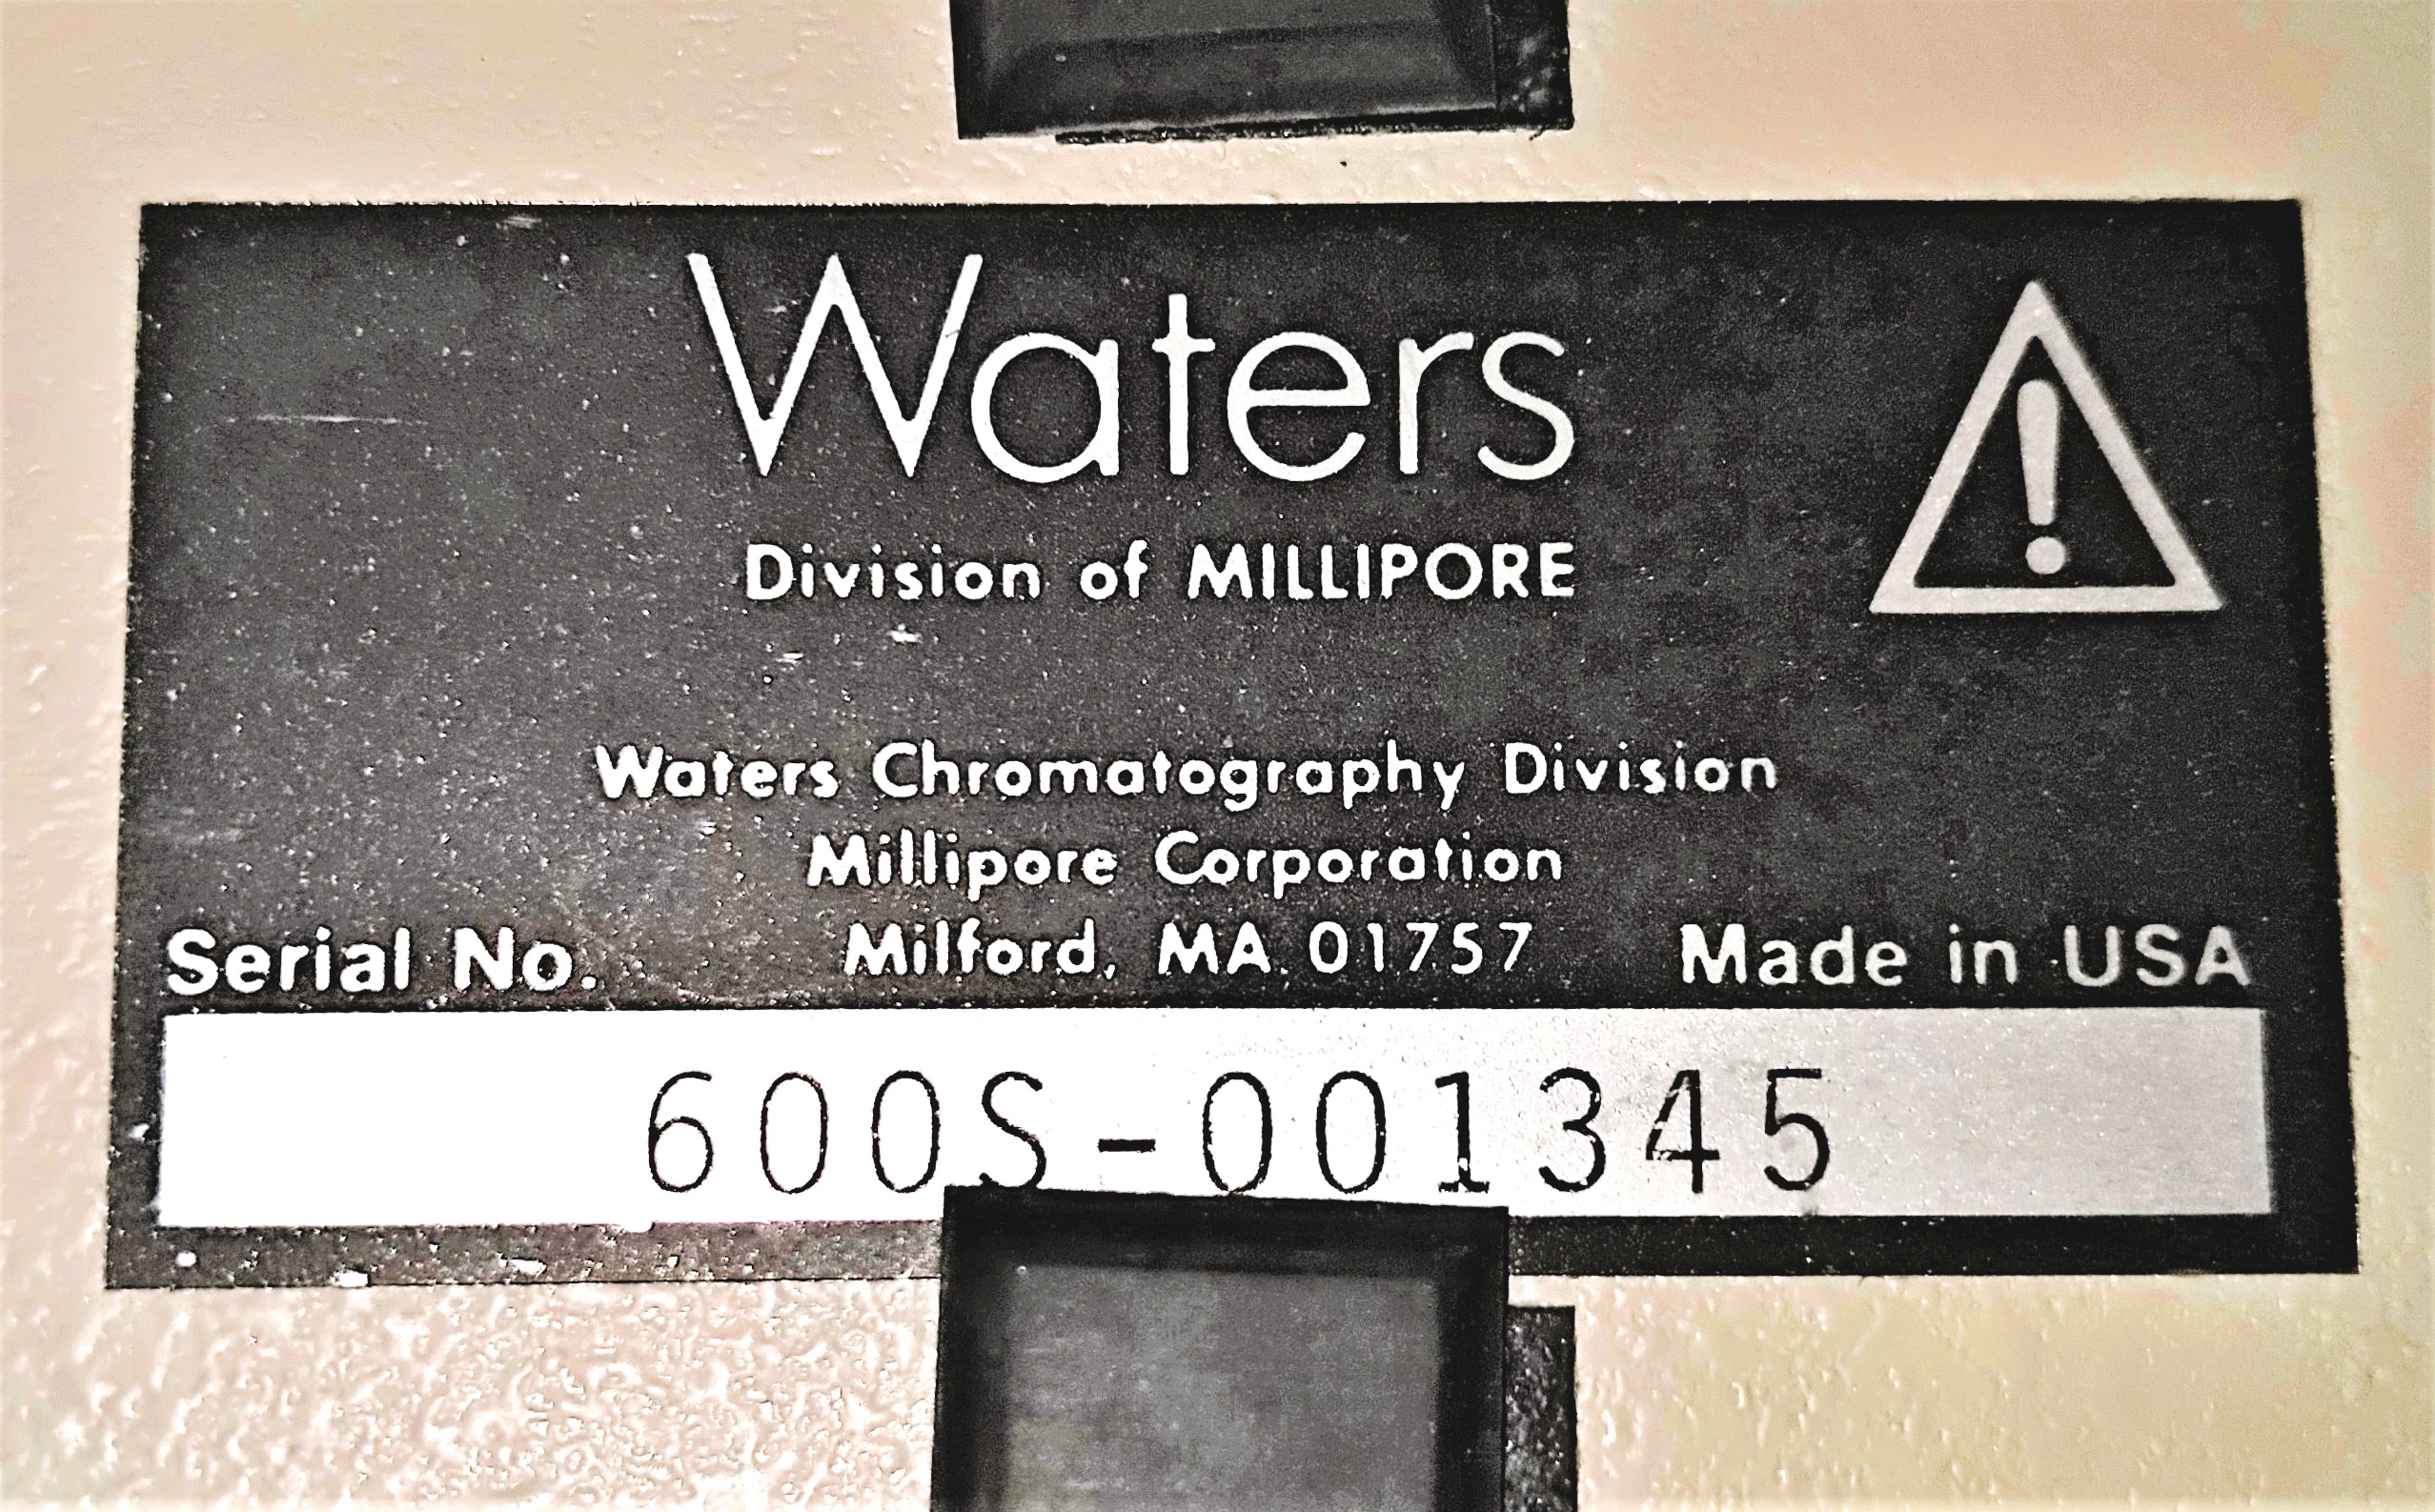 Waters
Division of MILLIPORE
Waters Chromatography Division
Millipore Corporation
Serial No. Milford, MA. 01757 Made in USA
600S-001345